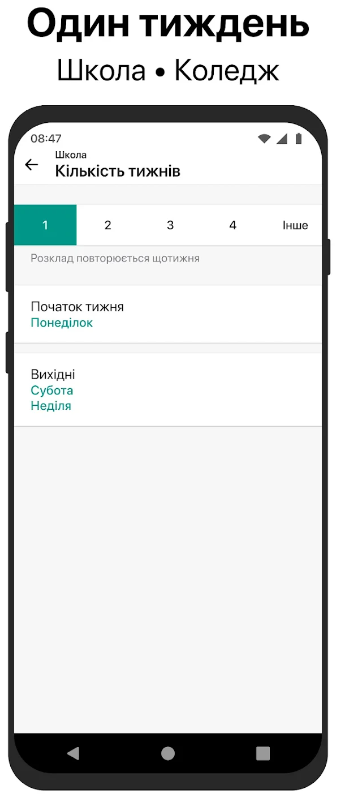 Один тиждень
Школа • Коледж
08:47
Школа
Кількість тижнів
1 2 3 4 Інше
Розклад повторюється щотижня
Початок тижня
Понеділок
Вихідні
Субота
Неділя